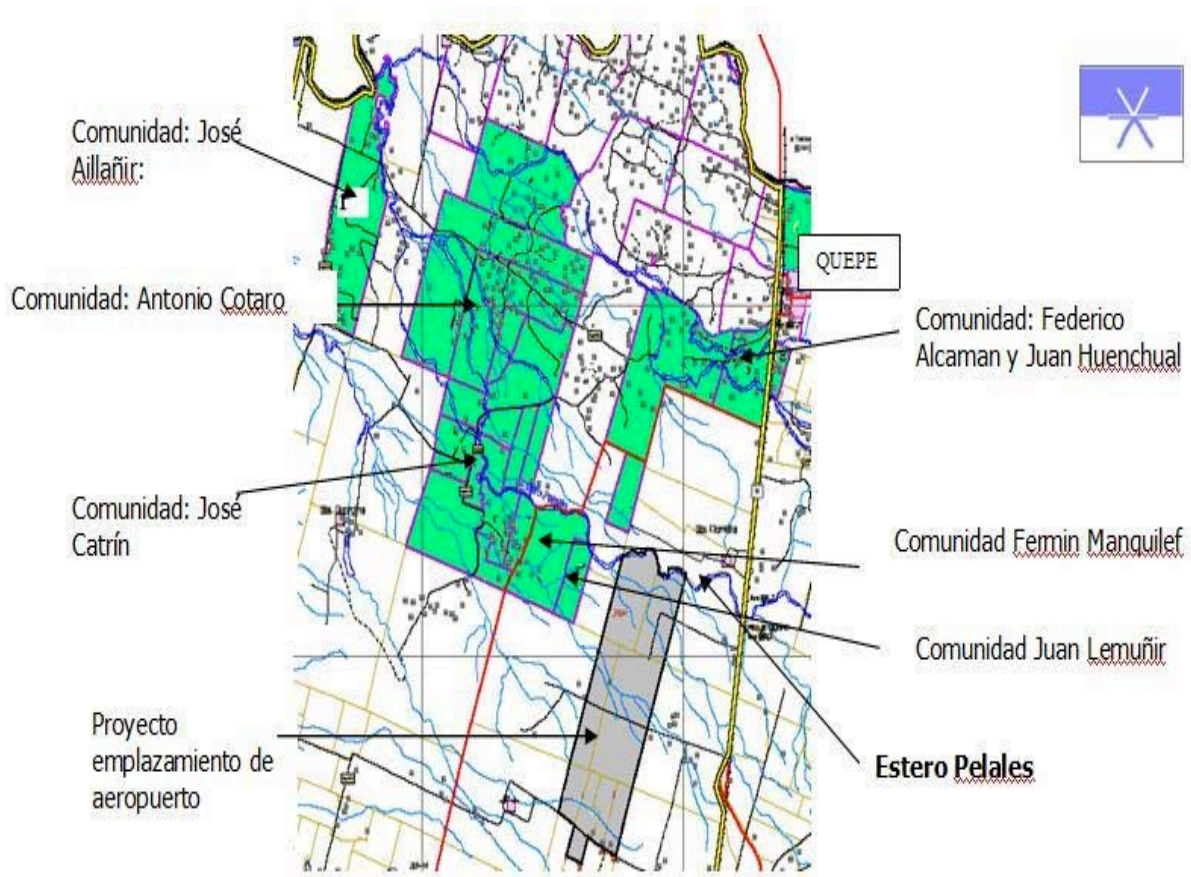 Comunidad: José
Aillañir:
QUEPE
Comunidad: Antonio Cotaro
Comunidad: Federico
Alcaman y Juan Huenchual
Comunidad: José
Catrín
Comunidad Fermin Manquilef
Comunidad Juan Lemuñir
Proyecto
emplazamiento de
aeropuerto
Estero Pelales